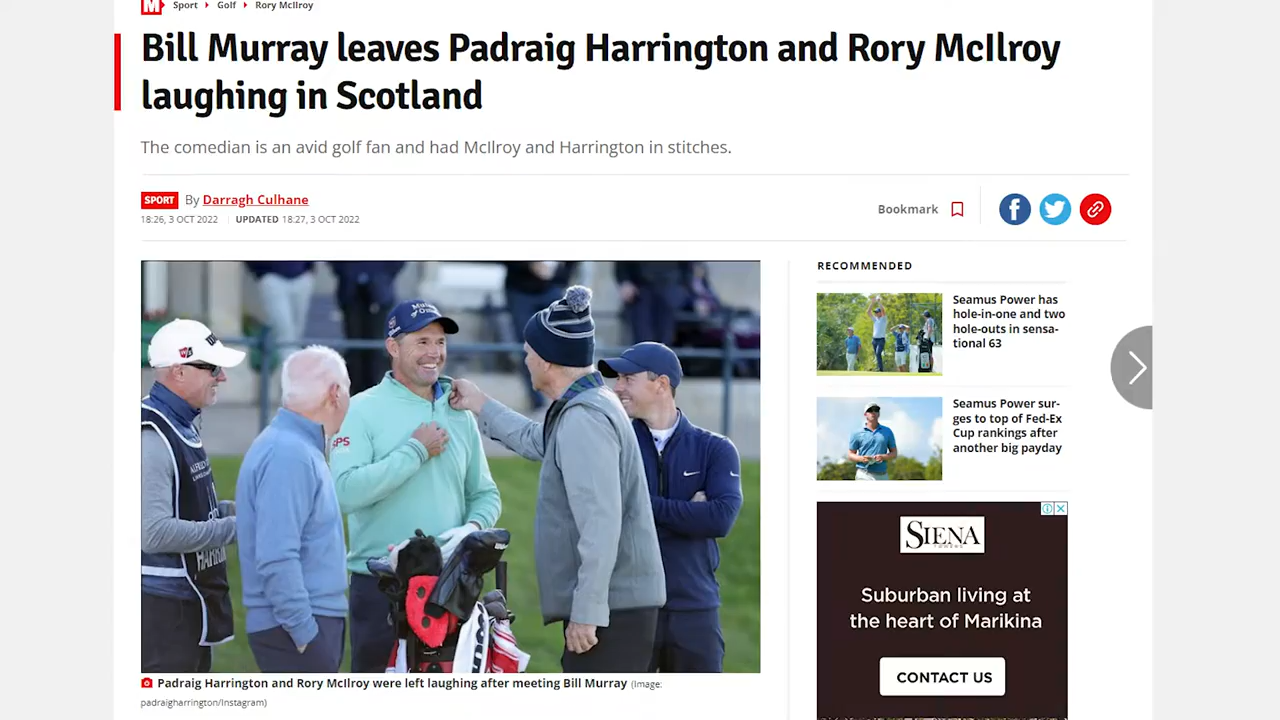 M
Sport Golf Rory McIlroy
Bill Murray leaves Padraig Harrington and Rory McIlroy
laughing in Scotland
The comedian is an avid golf fan and had McIlroy and Harrington in stitches.
SPORT By Darragh Culhane
18:26, 3 OCT 2022 UPDATED 18:27, 3 OCT 2022
Bookmark
Padraig Harrington and Rory McIlroy were left laughing after meeting Bill Murray (Image:
padraigharrington/Instagram)
RECOMMENDED
Seamus Power has
hole-in-one and two
hole-outs in sensa-
tional 63
Seamus Power sur-
ges to top of Fed-Ex
Cup rankings after
another big payday
SIENA
TOWERS
Suburban living at
the heart of Marikina
CONTACT US